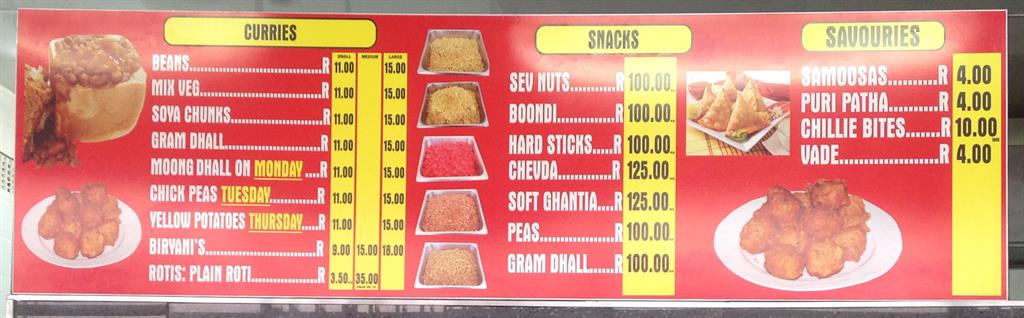 CURRIES
SMALL MEDIUM LARGE
BEANS....................R 11.00 15.00
MIX VEG..................R 11.00 15.00
SOYA CHUNKS..............R 11.00 15.00
GRAM DHALL...............R 11.00 15.00
MOONG DHALL ON MONDAY ....R 11.00 15.00
CHICK PEAS TUESDAY........R 11.00 15.00
YELLOW POTATOES THURSDAY.....R 11.00 15.00
BIRYANI'S................R 9.00 15.00 18.00
ROTIS: PLAIN ROTI............R 3.50 35.00
SNACKS
SEV NUTS..........R 100.00
BOONDI............R 100.00
HARD STICKS.....R 100.00
CHEVDA...........R 125.00
SOFT GHANTIA....R 125.00
PEAS...............R 100.00
GRAM DHALL......R 100.00
SAVOURIES
SAMOOSAS..........R 4.00
PURI PATHA.........R 4.00
CHILLIE BITES.......R 10.00
VADE.................R 4.00